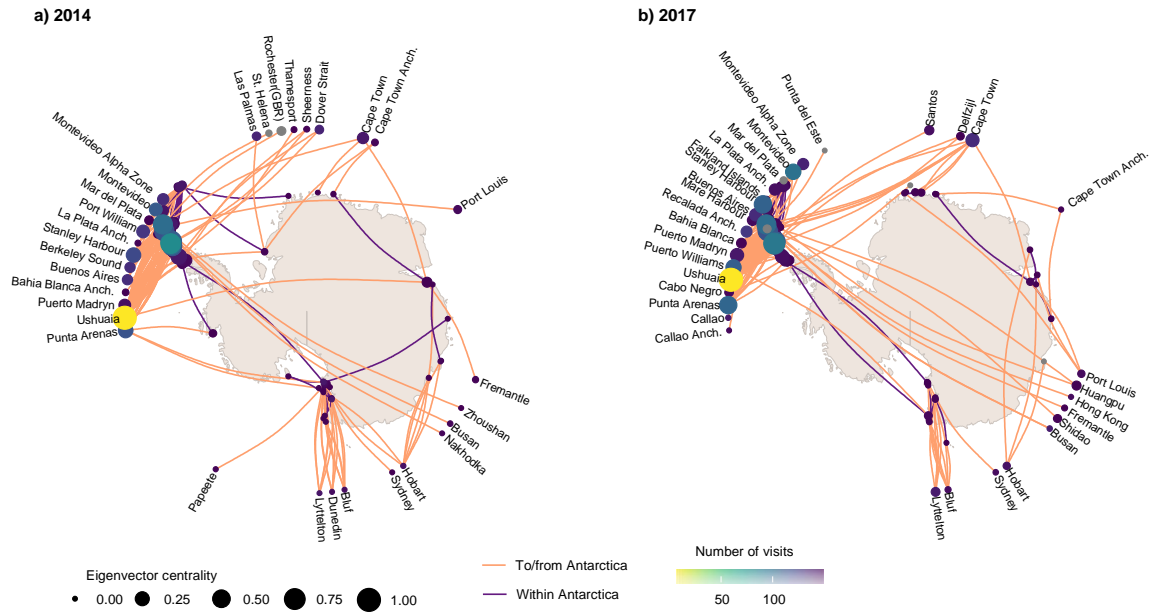 a) 2014
b) 2017
Las Palmas
St. Helena
Rochester(GBR)
Thamesport
Sheerness
Dover Strait
Cape Town
Cape Town Anch.
Port Louis
Montevideo Alpha Zone
Montevideo
Mar del Plata
Port William
La Plata Anch.
Stanley Harbour
Berkeley Sound
Buenos Aires
Bahia Blanca Anch.
Puerto Madryn
Ushuaia
Punta Arenas
Fremantle
Zhoushan
Busan
Nakhodka
Hobart
Sydney
Bluf
Dunedin
Lyttelton
Papeete
Punta del Este
Montevideo Alpha Zone
Montevideo
Mar del Plata
La Plata Anch.
Falkland Islands
Stanley Harbour
Buenos Aires
Mare Harbour
Recalada Anch.
Bahia Blanca
Puerto Madryn
Puerto Williams
Ushuaia
Cabo Negro
Punta Arenas
Callao
Callao Anch.
Santos
Delfzijl
Cape Town
Cape Town Anch.
Port Louis
Huangpu
Hong Kong
Fremantle
Shidao
Busan
Hobart
Sydney
Bluf
Lyttelton
Eigenvector centrality
0.00 0.25 0.50 0.75 1.00
To/from Antarctica
Within Antarctica
Number of visits
50 100